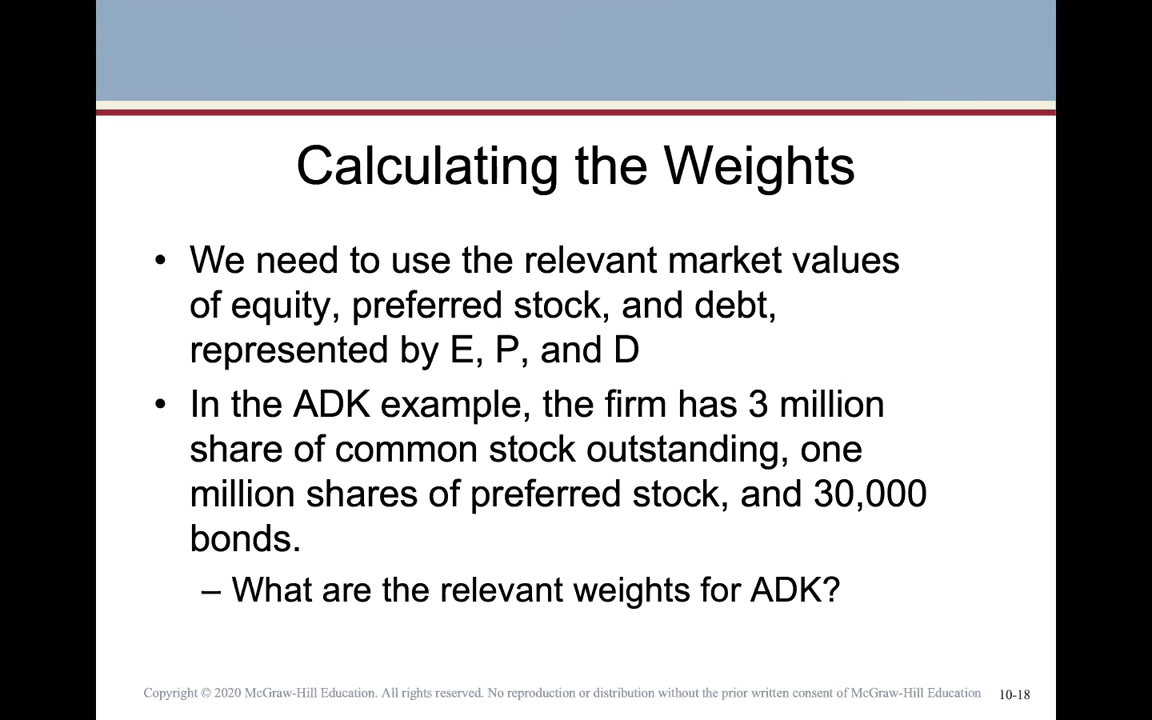 Calculating the Weights
• We need to use the relevant market values
of equity, preferred stock, and debt,
represented by E, P, and D
• In the ADK example, the firm has 3 million
share of common stock outstanding, one
million shares of preferred stock, and 30,000
bonds.
– What are the relevant weights for ADK?
Copyright © 2020 McGraw-Hill Education. All rights reserved. No reproduction or distribution without the prior written consent of McGraw-Hill Education 10-18